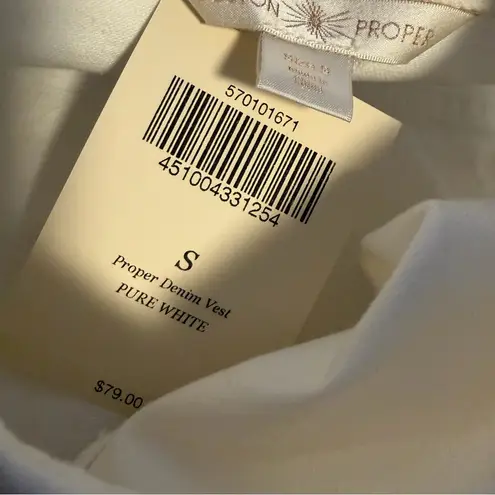 PROPER
570101671
451004331254
S
Proper Denim Vest
PURE WHITE
$79.00